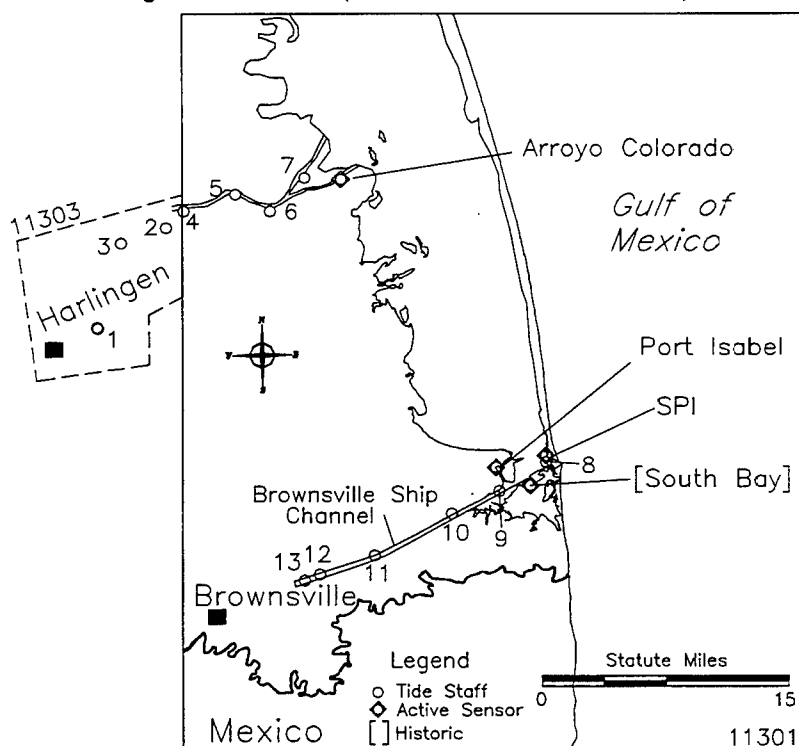 Arroyo Colorado
Gulf of
Mexico
7
5
6
4
2
3
11303
Harlingen
1
N
S
Port Isabel
SPI
8
[South Bay]
Brownsville Ship
Channel
9
10
11
12
13
Brownsville
Legend
Tide Staff
Active Sensor
[ ] Historic
Statute Miles
0
15
Mexico
11301